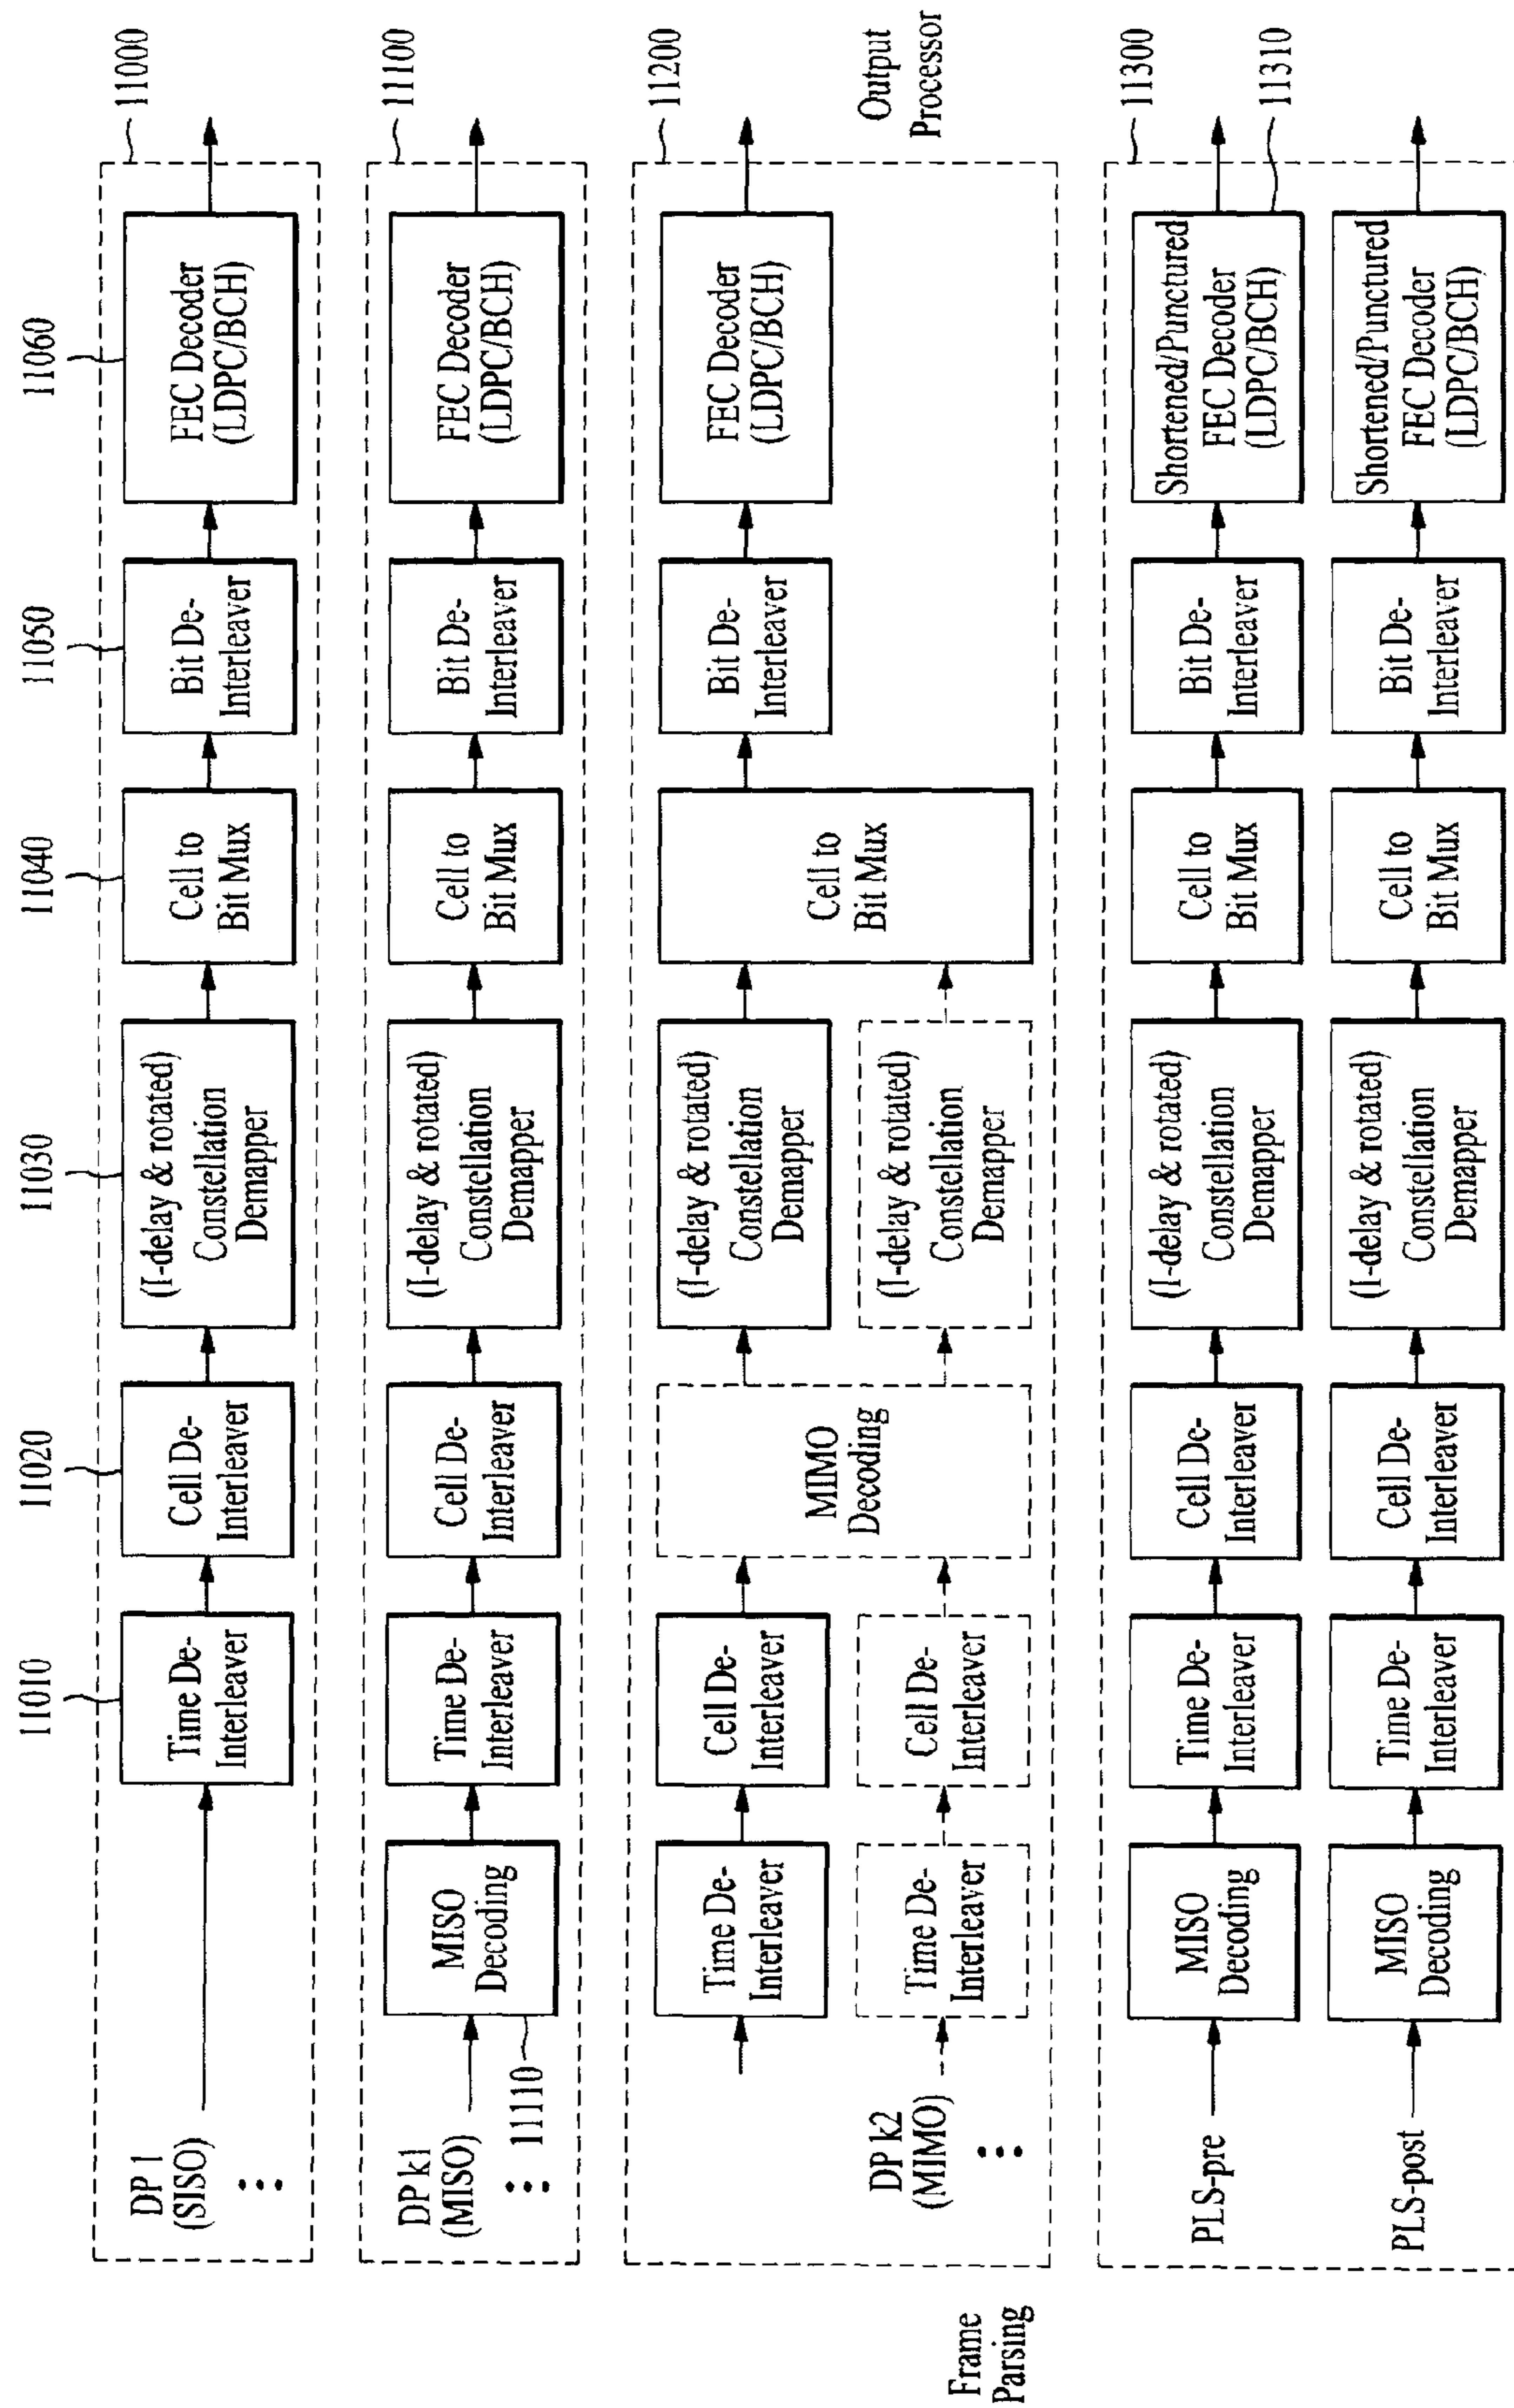 11010
11020
11030
11040
11050
11060
11000
DP 1
(SISO)
Time De-
Interleaver
Cell De-
Interleaver
(I-delay & rotated)
Constellation
Demapper
Cell to
Bit Mux
Bit De-
Interleaver
FEC Decoder
(LDPC/BCH)
11100
DP k1
(MISO)
11110
MISO
Decoding
Time De-
Interleaver
Cell De-
Interleaver
(I-delay & rotated)
Constellation
Demapper
Cell to
Bit Mux
Bit De-
Interleaver
FEC Decoder
(LDPC/BCH)
11200
Time De-
Interleaver
Cell De-
Interleaver
MIMO
Decoding
(I-delay & rotated)
Constellation
Demapper
Cell to
Bit Mux
Bit De-
Interleaver
FEC Decoder
(LDPC/BCH)
DP k2
(MIMO)
Time De-
Interleaver
Cell De-
Interleaver
(I-delay & rotated)
Constellation
Demapper
Frame
Parsing
Output
Processor
11300
11310
PLS-pre
MISO
Decoding
Time De-
Interleaver
Cell De-
Interleaver
(I-delay & rotated)
Constellation
Demapper
Cell to
Bit Mux
Bit De-
Interleaver
Shortened/Punctured
FEC Decoder
(LDPC/BCH)
PLS-post
MISO
Decoding
Time De-
Interleaver
Cell De-
Interleaver
(I-delay & rotated)
Constellation
Demapper
Cell to
Bit Mux
Bit De-
Interleaver
Shortened/Punctured
FEC Decoder
(LDPC/BCH)